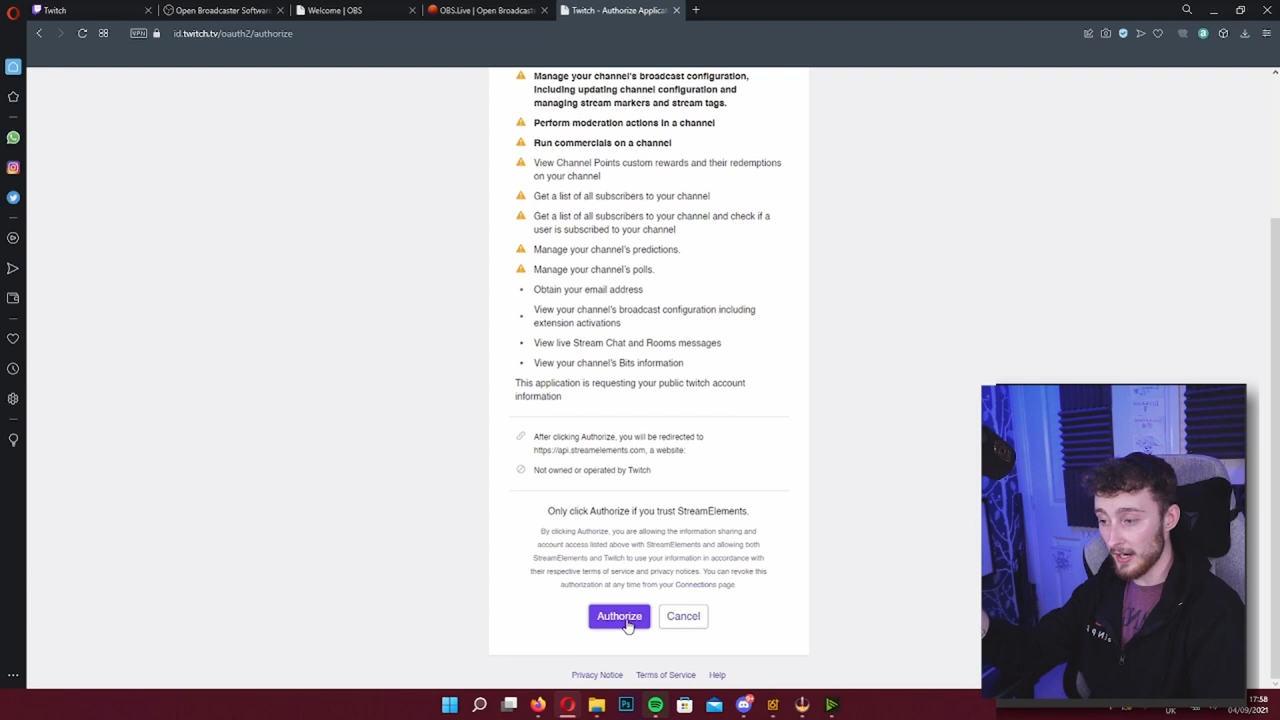 Twitch
Open Broadcaster Softwar
Welcome | OBS
OBS.Live | Open Broadcaste
Twitch - Authorize Applicat
VPN
id.twitch.tv/oauth2/authorize
Manage your channel's broadcast configuration,
including updating channel configuration and
managing stream markers and stream tags.
Perform moderation actions in a channel
Run commercials on a channel
View Channel Points custom rewards and their redemptions
on your channel
Get a list of all subscribers to your channel
Get a list of all subscribers to your channel and check if a
user is subscribed to your channel
Manage your channel's predictions.
Manage your channel's polls.
Obtain your email address
View your channel's broadcast configuration including
extension activations
View live Stream Chat and Rooms messages
View your channel's Bits information
This application is requesting your public twitch account
information
After clicking Authorize, you will be redirected to
https://api.streamelements.com, a website:
Not owned or operated by Twitch
Only click Authorize if you trust StreamElements.
By clicking Authorize, you are allowing the information sharing and
account access listed above with StreamElements and allowing both
StreamElements and Twitch to use your information in accordance with
their respective terms of service and privacy notices. You can revoke this
authorization at any time from your Connections page.
Authorize
Cancel
Privacy Notice
Terms of Service
Help
Ps
17:58
04/09/2021